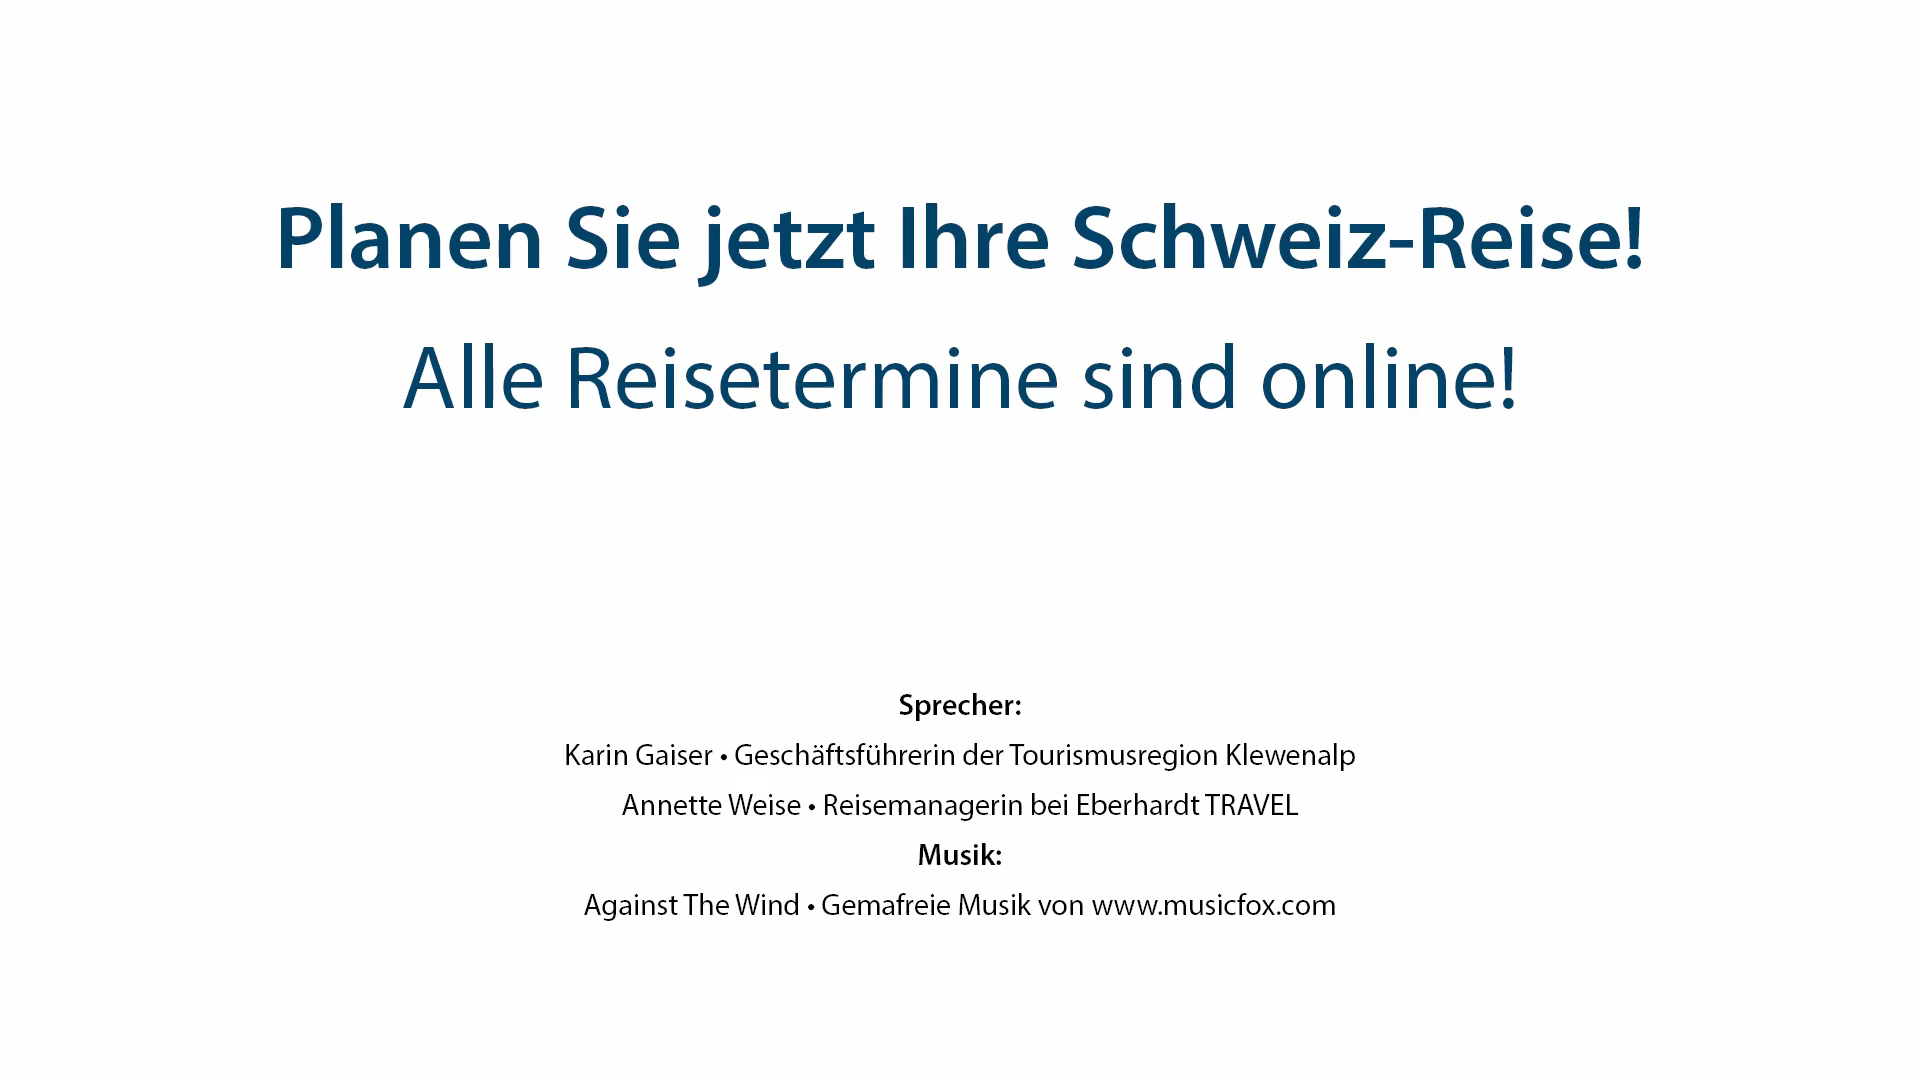 Planen Sie jetzt Ihre Schweiz-Reise!
Alle Reisetermine sind online!
Sprecher:
Karin Gaiser • Geschäftsführerin der Tourismusregion Klewenalp
Annette Weise • Reisemanagerin bei Eberhardt TRAVEL
Musik:
Against The Wind • Gemafreie Musik von www.musicfox.com